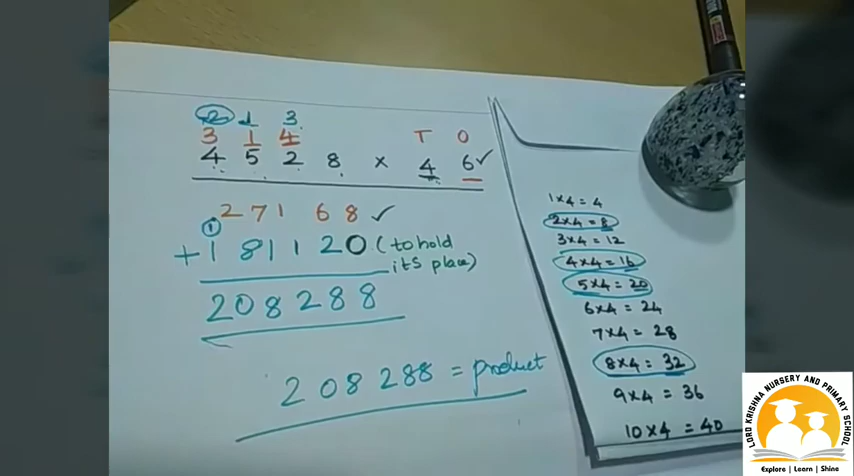 2 1 3
3 1 4 T O
4 5 2 8 × 4 6 ✓
2 7 1 6 8 ✓
1
+ 1 8 1 1 2 0 (to hold
its place)
2 0 8 2 8 8
2 0 8 2 8 8 = product
1×4 = 4
2×4 = 8
3×4 = 12
4×4 = 16
5×4 = 20
6×4 = 24
7×4 = 28
8×4 = 32
9×4 = 36
10×4 = 40
LORD KRISHNA NURSERY AND PRIMARY SCHOOL
Explore | Learn | Shine